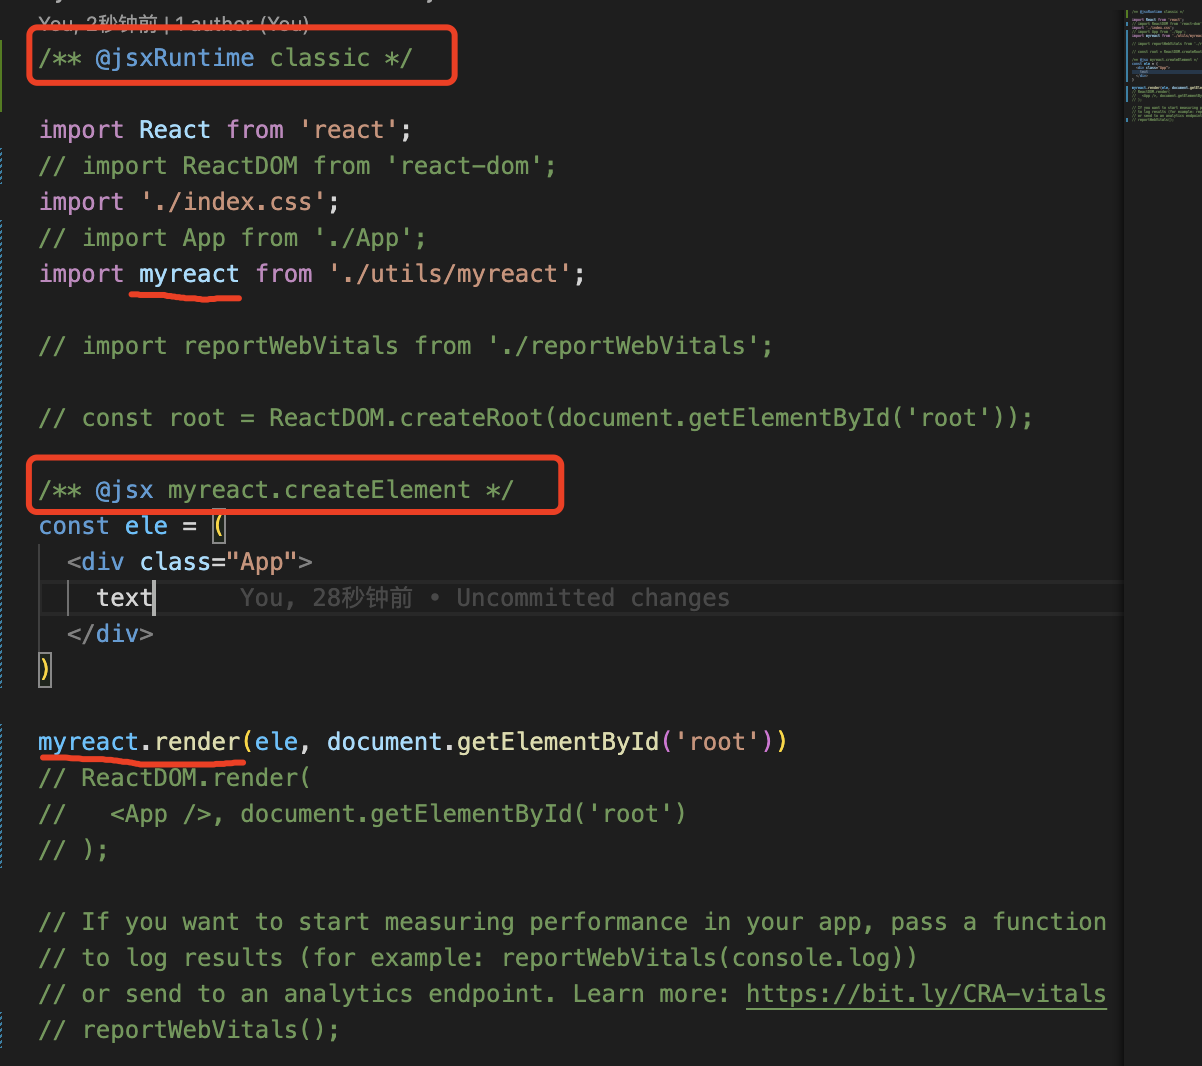 You, 2秒钟前 | 1 author (You)
/** @jsxRuntime classic */
import React from 'react';
// import ReactDOM from 'react-dom';
import './index.css';
// import App from './App';
import myreact from './utils/myreact';
// import reportWebVitals from './reportWebVitals';
// const root = ReactDOM.createRoot(document.getElementById('root'));
/** @jsx myreact.createElement */
const ele = (
<div class="App">
text You, 28秒钟前 • Uncommitted changes
</div>
)
myreact.render(ele, document.getElementById('root'))
// ReactDOM.render(
//   <App />, document.getElementById('root')
// );
// If you want to start measuring performance in your app, pass a function
// to log results (for example: reportWebVitals(console.log))
// or send to an analytics endpoint. Learn more: https://bit.ly/CRA-vitals
// reportWebVitals();